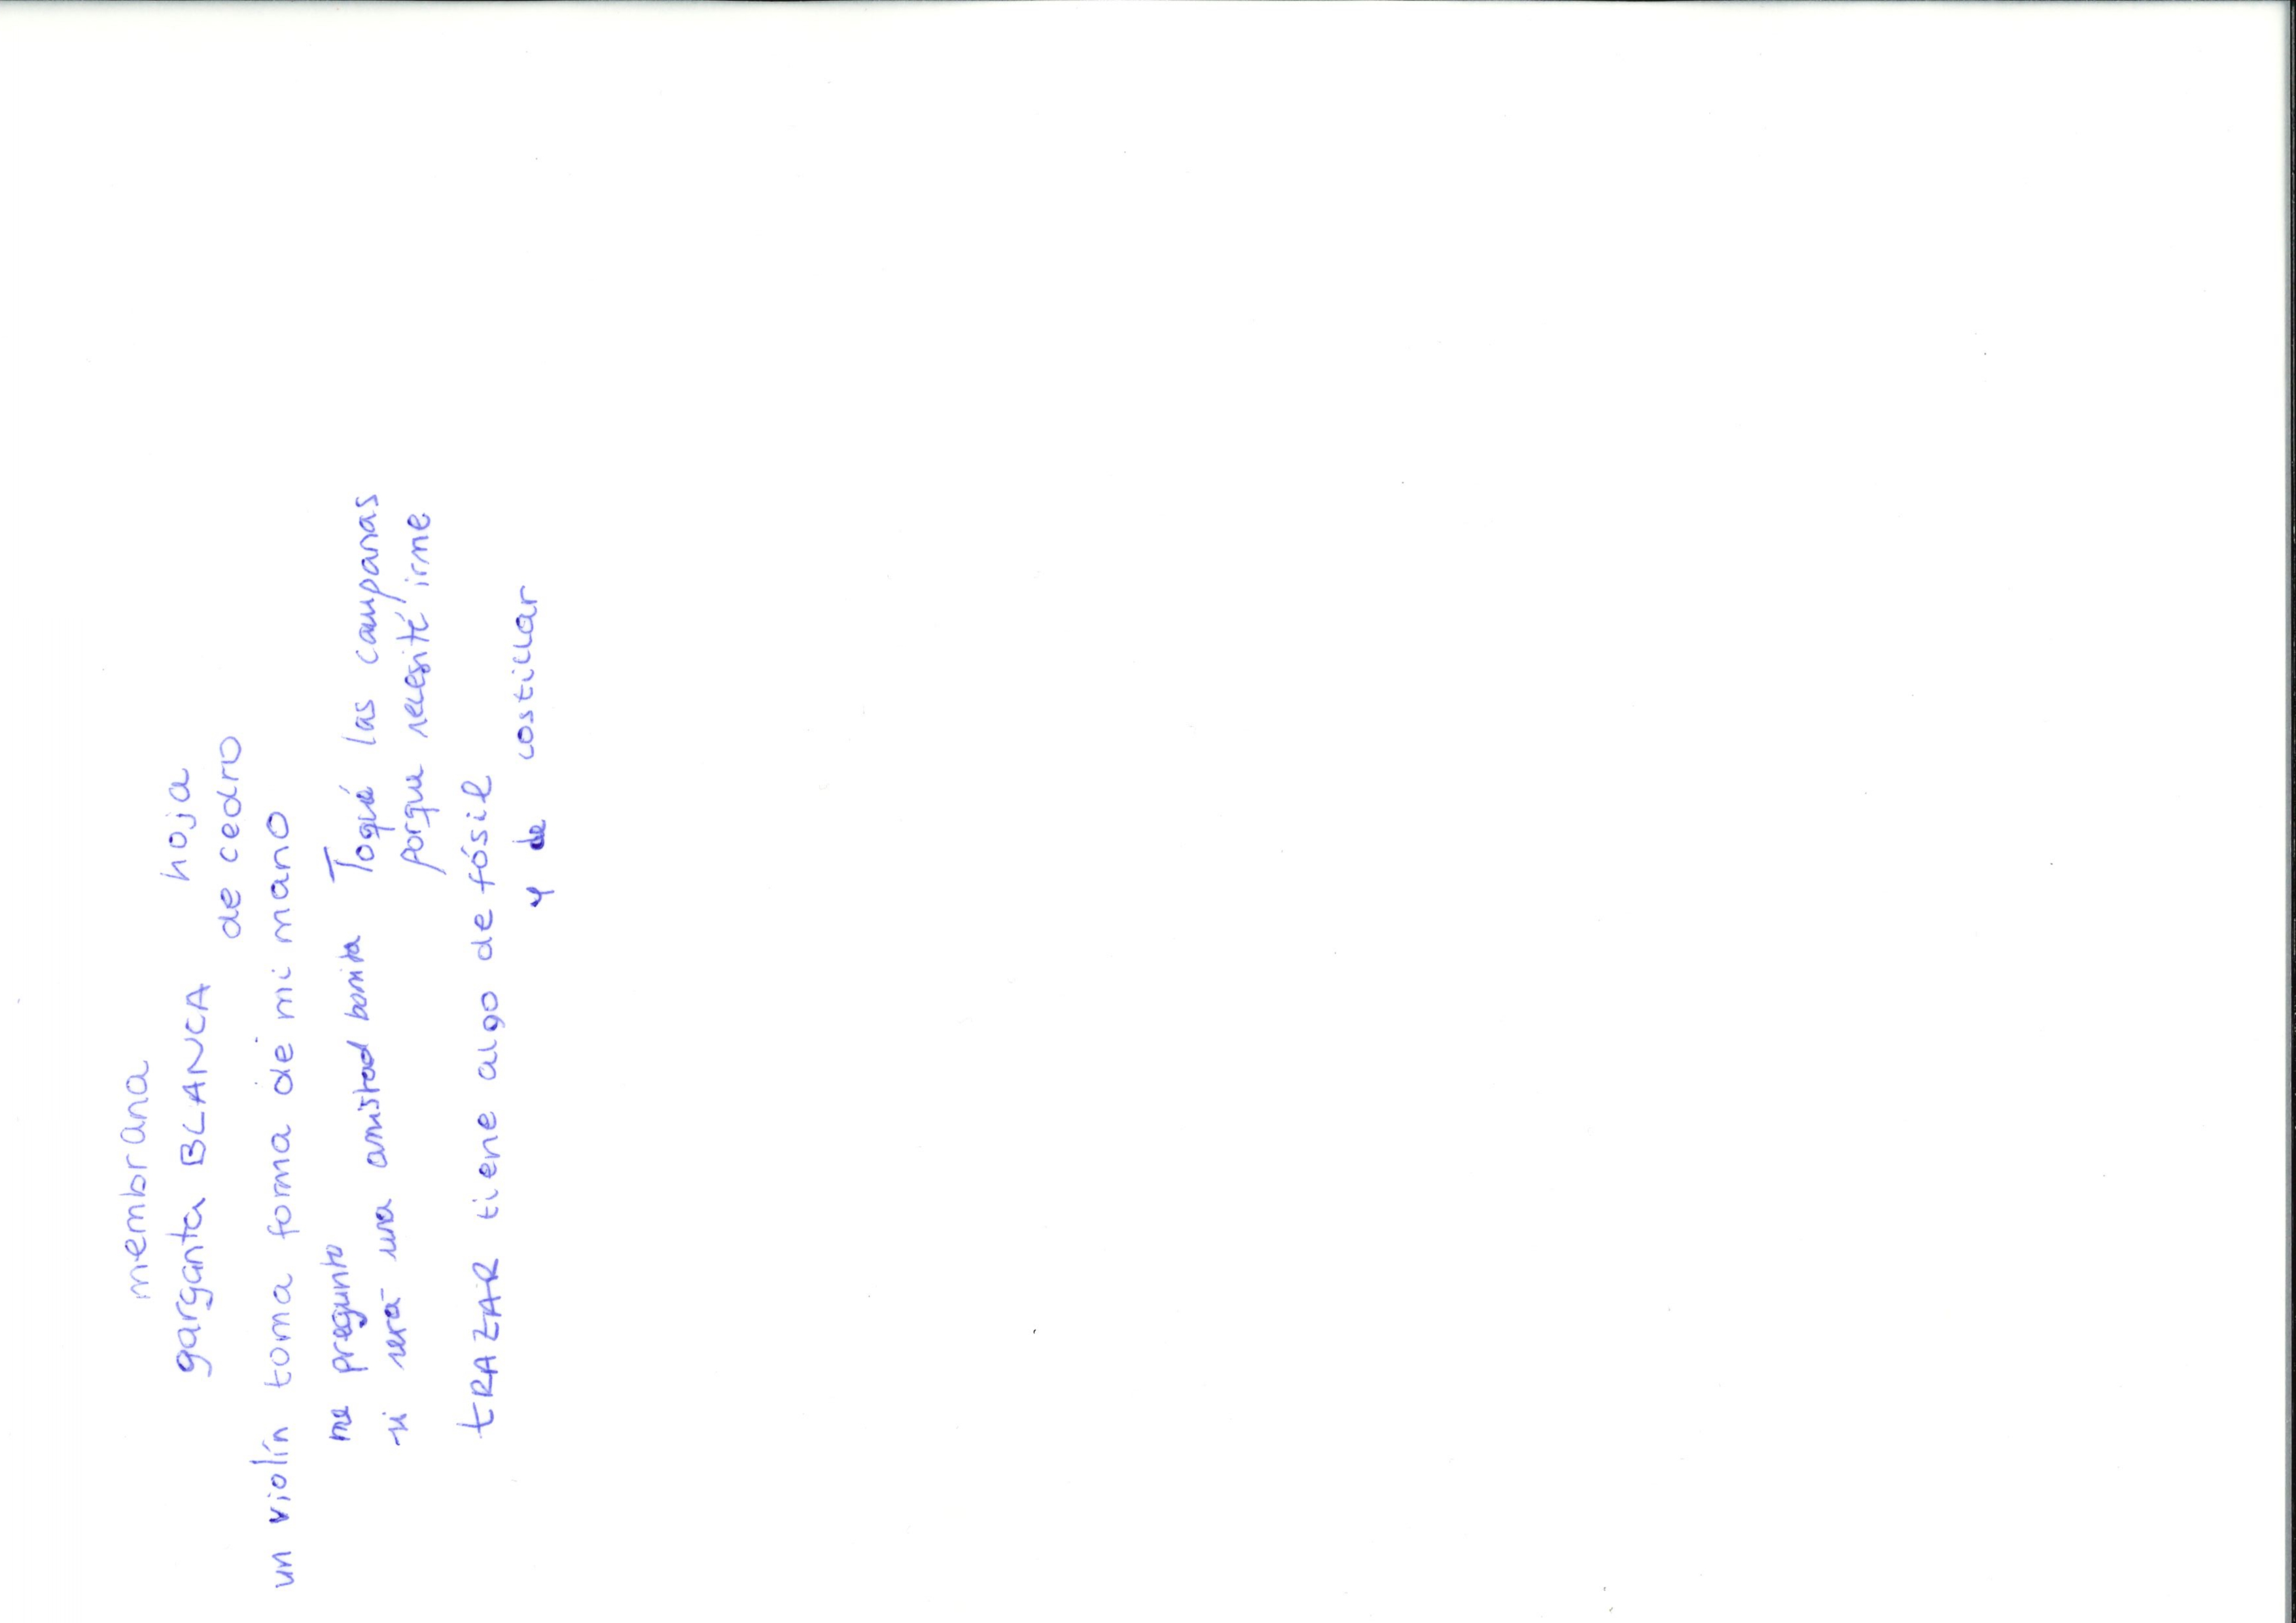 membrana
garganta BLANCA
hoja
de cedro
un violín toma forma de mi mano
me pregunto
si será una amistad bonita
Toqué las campanas
porque necesité irme
tRAZAR tiene algo de fósil
y de costillar